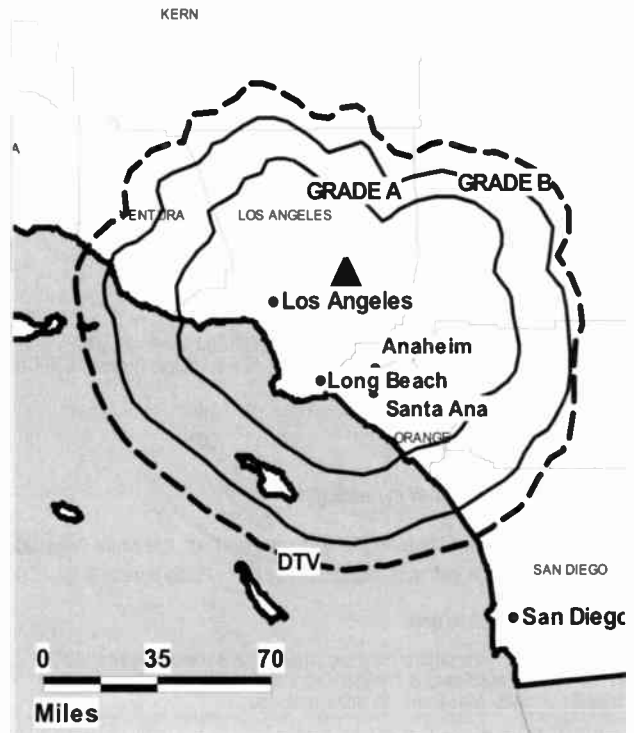 KERN
A
GRADE A
GRADE B
VENTURA
LOS ANGELES
Los Angeles
Anaheim
Long Beach
Santa Ana
ORANGE
DTV
SAN DIEGO
San Diego
0 35 70
Miles